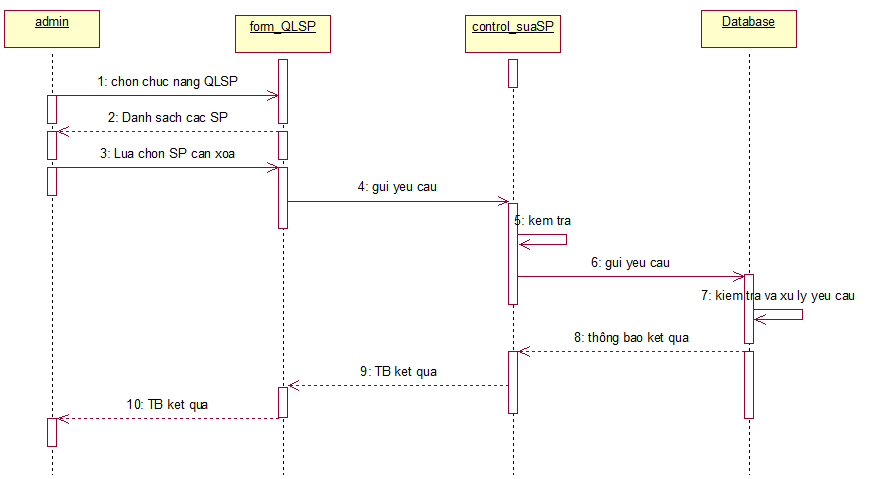 admin
form_QLSP
control_suaSP
Database
1: chon chuc nang QLSP
2: Danh sach cac SP
3: Lua chon SP can xoa
4: gui yeu cau
5: kem tra
6: gui yeu cau
7: kiem tra va xu ly yeu cau
8: thông bao ket qua
9: TB ket qua
10: TB ket qua